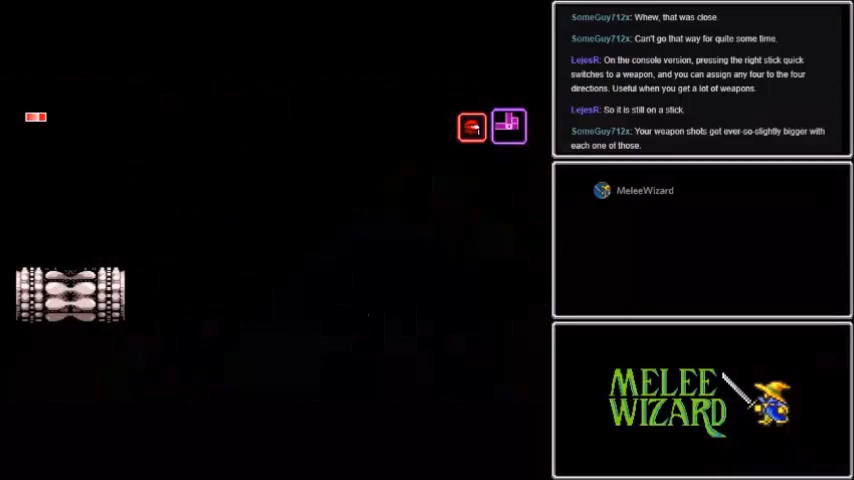 SomeGuy712x: Whew, that was close.
SomeGuy712x: Can't go that way for quite some time.
LejesR: On the console version, pressing the right stick quick
switches to a weapon, and you can assign any four to the four
directions. Useful when you get a lot of weapons.
LejesR: So it is still on a stick.
SomeGuy712x: Your weapon shots get ever-so-slightly bigger with
each one of those.
MeleeWizard
MELEE
WIZARD